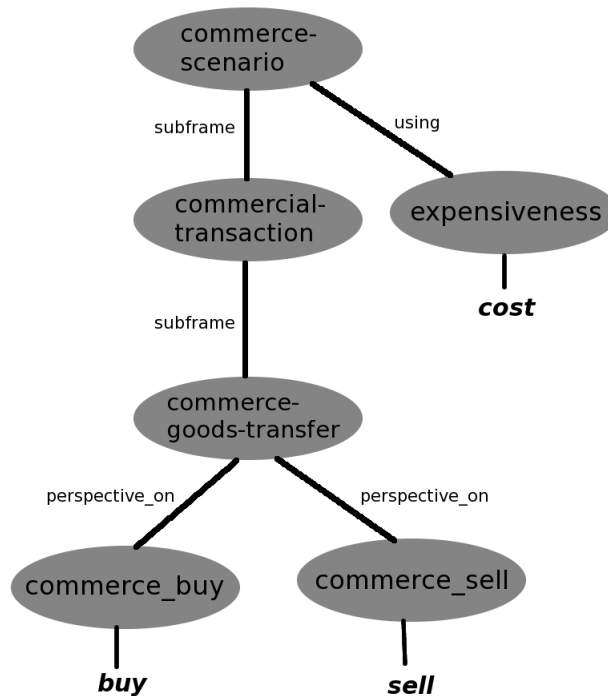 commerce-
scenario
subframe
using
commercial-
transaction
expensiveness
cost
subframe
commerce-
goods-transfer
perspective_on
perspective_on
commerce_buy
commerce_sell
buy
sell